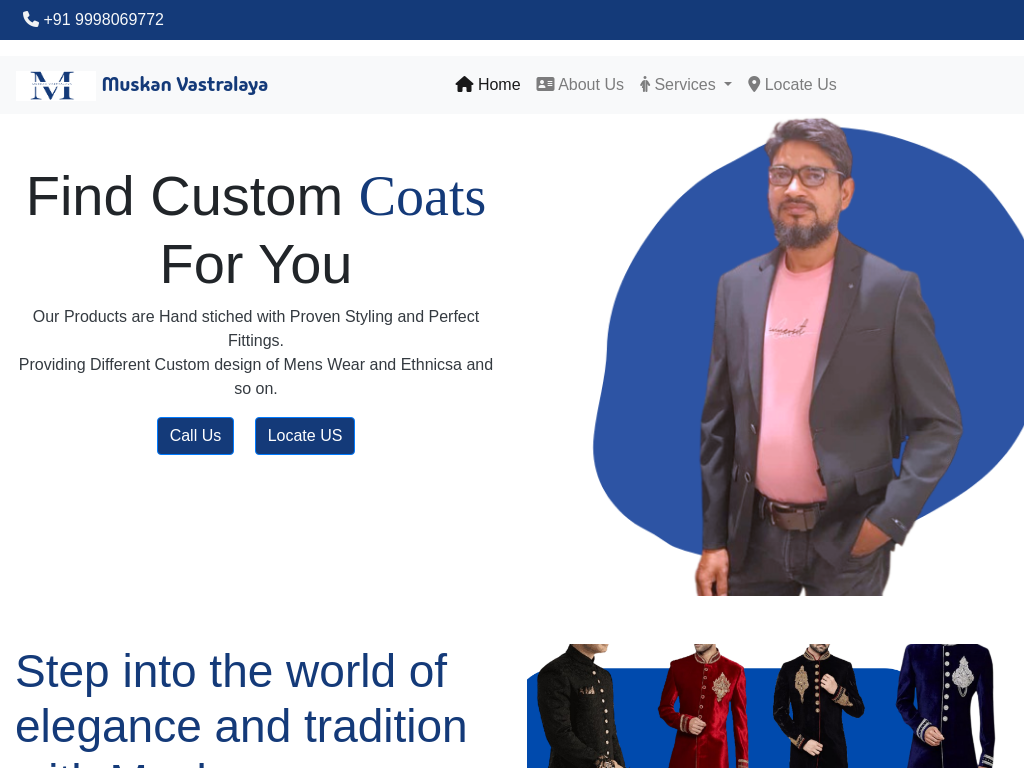 +91 9998069772
M
Muskan Vastralaya
Home
About Us
Services
Locate Us
Find Custom Coats
For You
Our Products are Hand stiched with Proven Styling and Perfect
Fittings.
Providing Different Custom design of Mens Wear and Ethnicsa and
so on.
Call Us
Locate US
Step into the world of
elegance and tradition